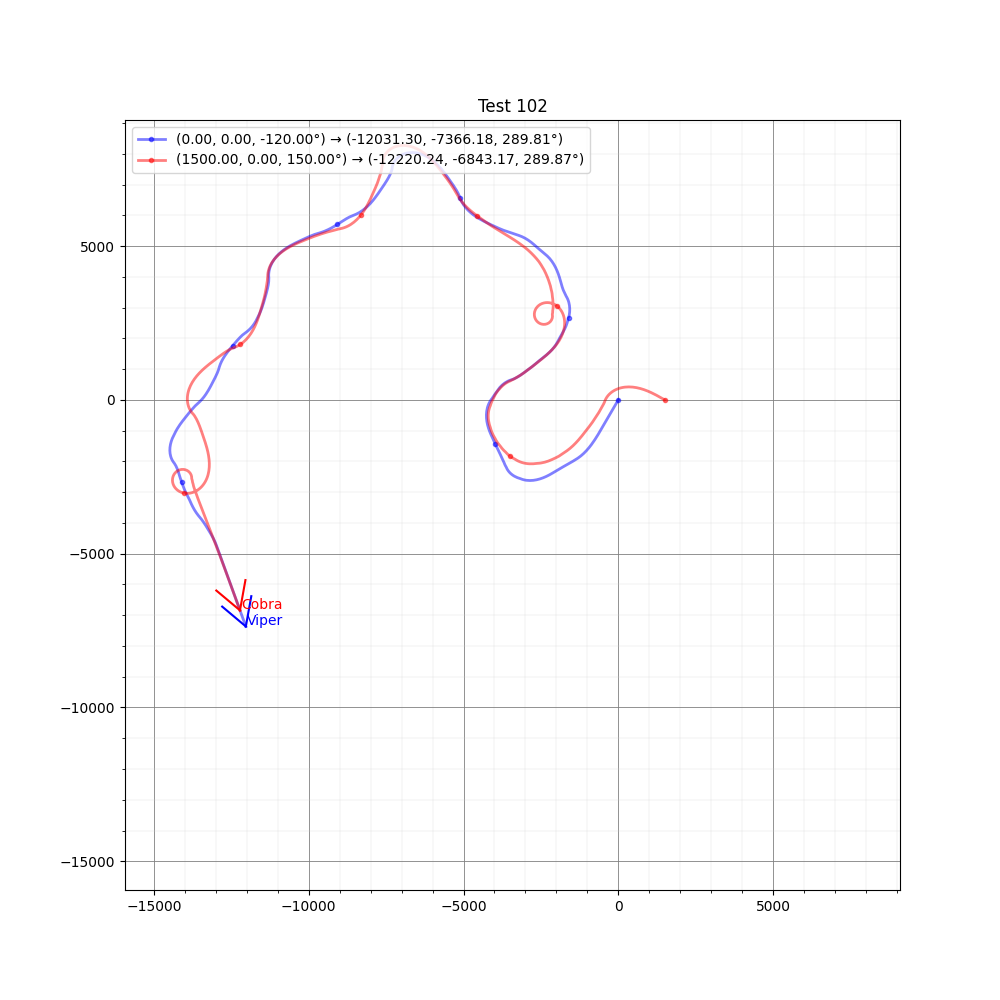 Test 102
(0.00, 0.00, -120.00°) → (-12031.30, -7366.18, 289.81°)
(1500.00, 0.00, 150.00°) → (-12220.24, -6843.17, 289.87°)
5000
0
−5000
−10000
−15000
Cobra
Viper
−15000
−10000
−5000
0
5000